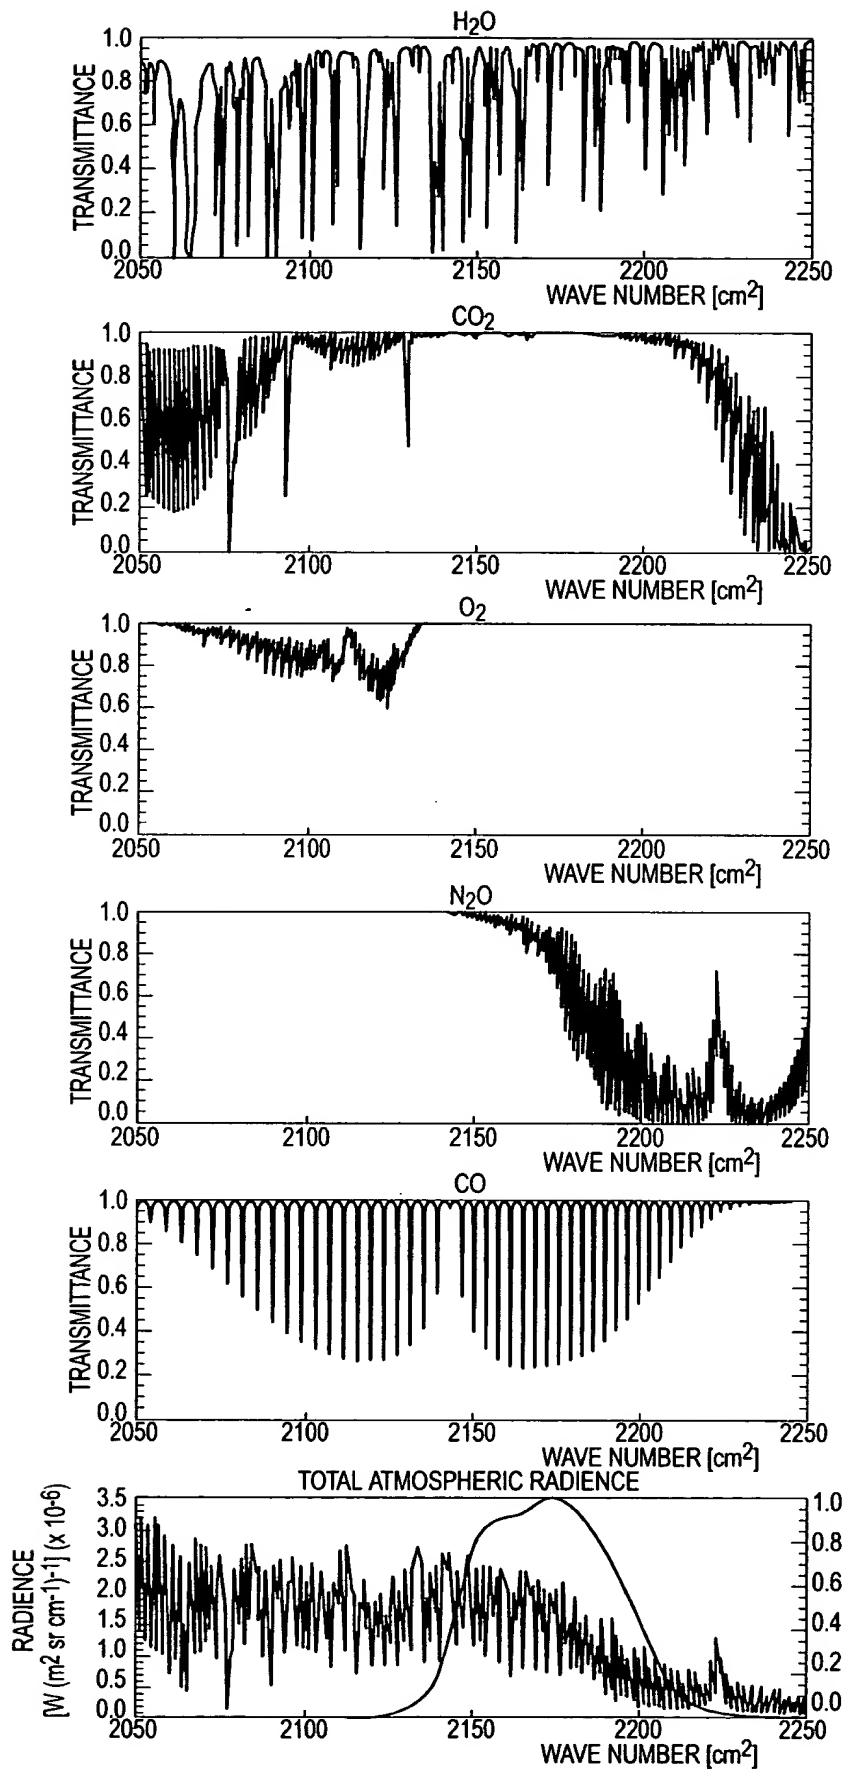 H2O
TRANSMITTANCE
1.0
0.8
0.6
0.4
0.2
0.0
2050 2100 2150 2200 2250
WAVE NUMBER [cm2]
CO2
TRANSMITTANCE
1.0
0.8
0.6
0.4
0.2
0.0
2050 2100 2150 2200 2250
WAVE NUMBER [cm2]
O2
TRANSMITTANCE
1.0
0.8
0.6
0.4
0.2
0.0
2050 2100 2150 2200 2250
WAVE NUMBER [cm2]
N2O
TRANSMITTANCE
1.0
0.8
0.6
0.4
0.2
0.0
2050 2100 2150 2200 2250
WAVE NUMBER [cm2]
CO
TRANSMITTANCE
1.0
0.8
0.6
0.4
0.2
0.0
2050 2100 2150 2200 2250
WAVE NUMBER [cm2]
TOTAL ATMOSPHERIC RADIENCE
RADIENCE
[W (m2 sr cm-1)-1] (x 10-6)
3.5
3.0
2.5
2.0
1.5
1.0
0.5
0.0
1.0
0.8
0.6
0.4
0.2
0.0
2050 2100 2150 2200 2250
WAVE NUMBER [cm2]